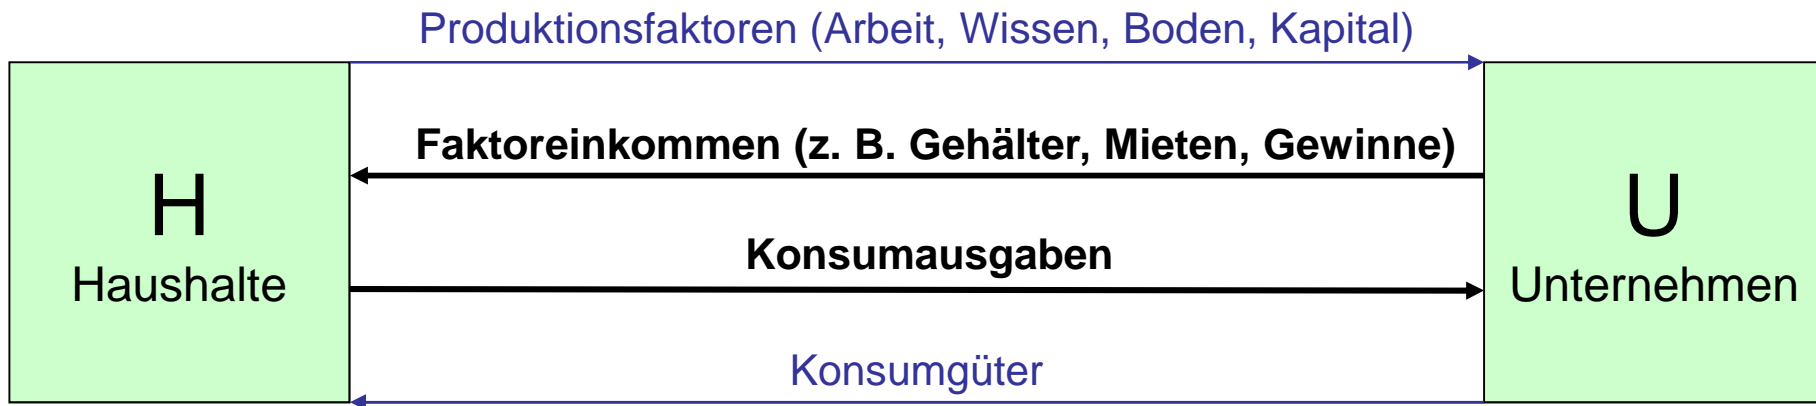 Produktionsfaktoren (Arbeit, Wissen, Boden, Kapital)
Faktoreinkommen (z. B. Gehälter, Mieten, Gewinne)
H
Haushalte
U
Unternehmen
Konsumausgaben
Konsumgüter